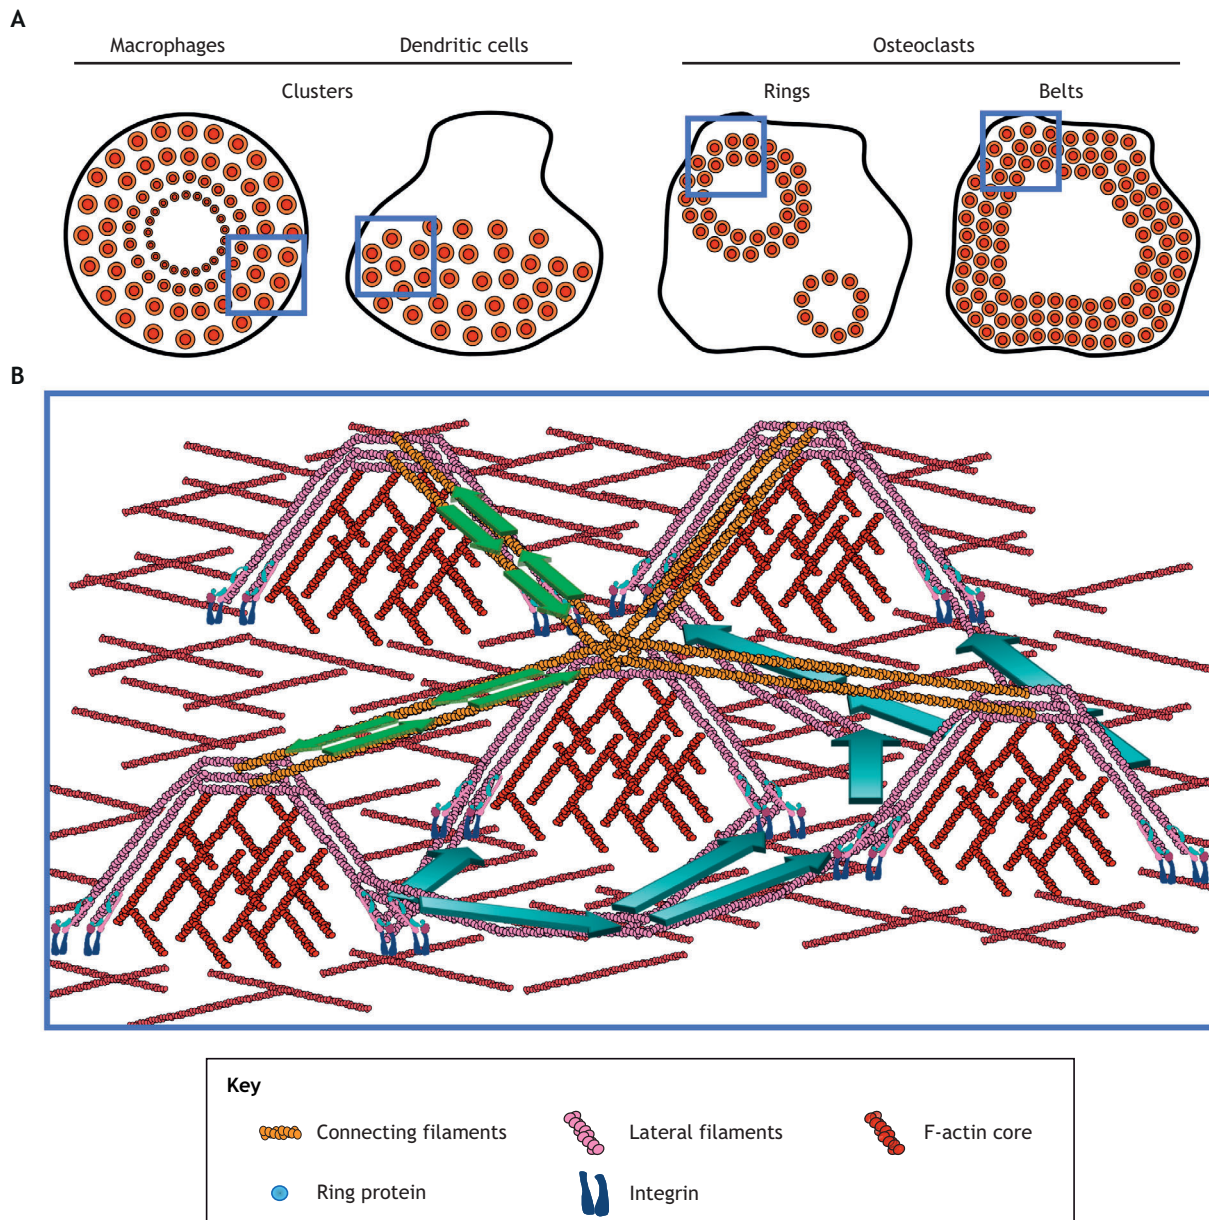 A
Macrophages
Dendritic cells
Osteoclasts
Clusters
Rings
Belts
B
Key
Connecting filaments
Lateral filaments
F-actin core
Ring protein
Integrin